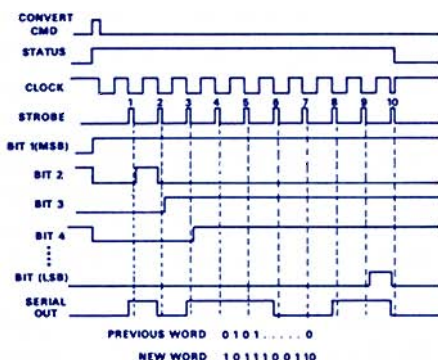 CONVERT
CMD
STATUS
CLOCK
1 2 3 4 5 6 7 8 9 10
STROBE
BIT 1(MSB)
BIT 2
BIT 3
BIT 4
BIT (LSB)
SERIAL
OUT
PREVIOUS WORD 0 1 0 1 . . . . . 0
NEW WORD 1 0 1 1 1 0 0 1 1 0